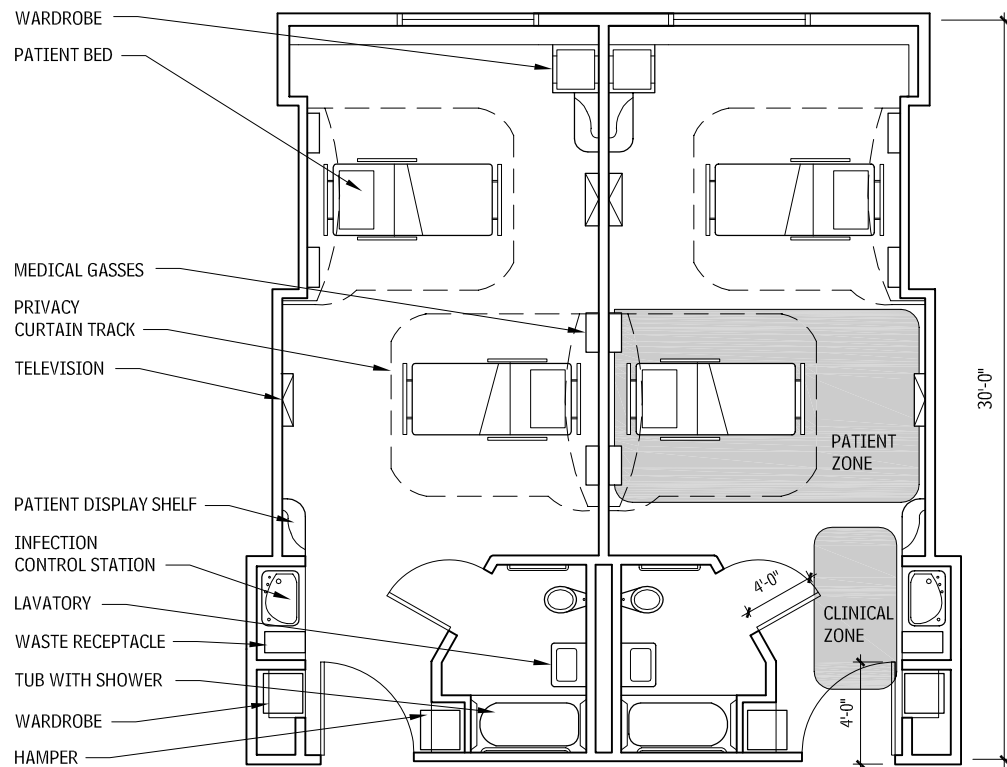 WARDROBE
PATIENT BED
MEDICAL GASSES
PRIVACY
CURTAIN TRACK
TELEVISION
30'-0"
PATIENT
ZONE
PATIENT DISPLAY SHELF
INFECTION
CONTROL STATION
4'-0"
LAVATORY
CLINICAL
ZONE
WASTE RECEPTACLE
TUB WITH SHOWER
4'-0"
WARDROBE
HAMPER